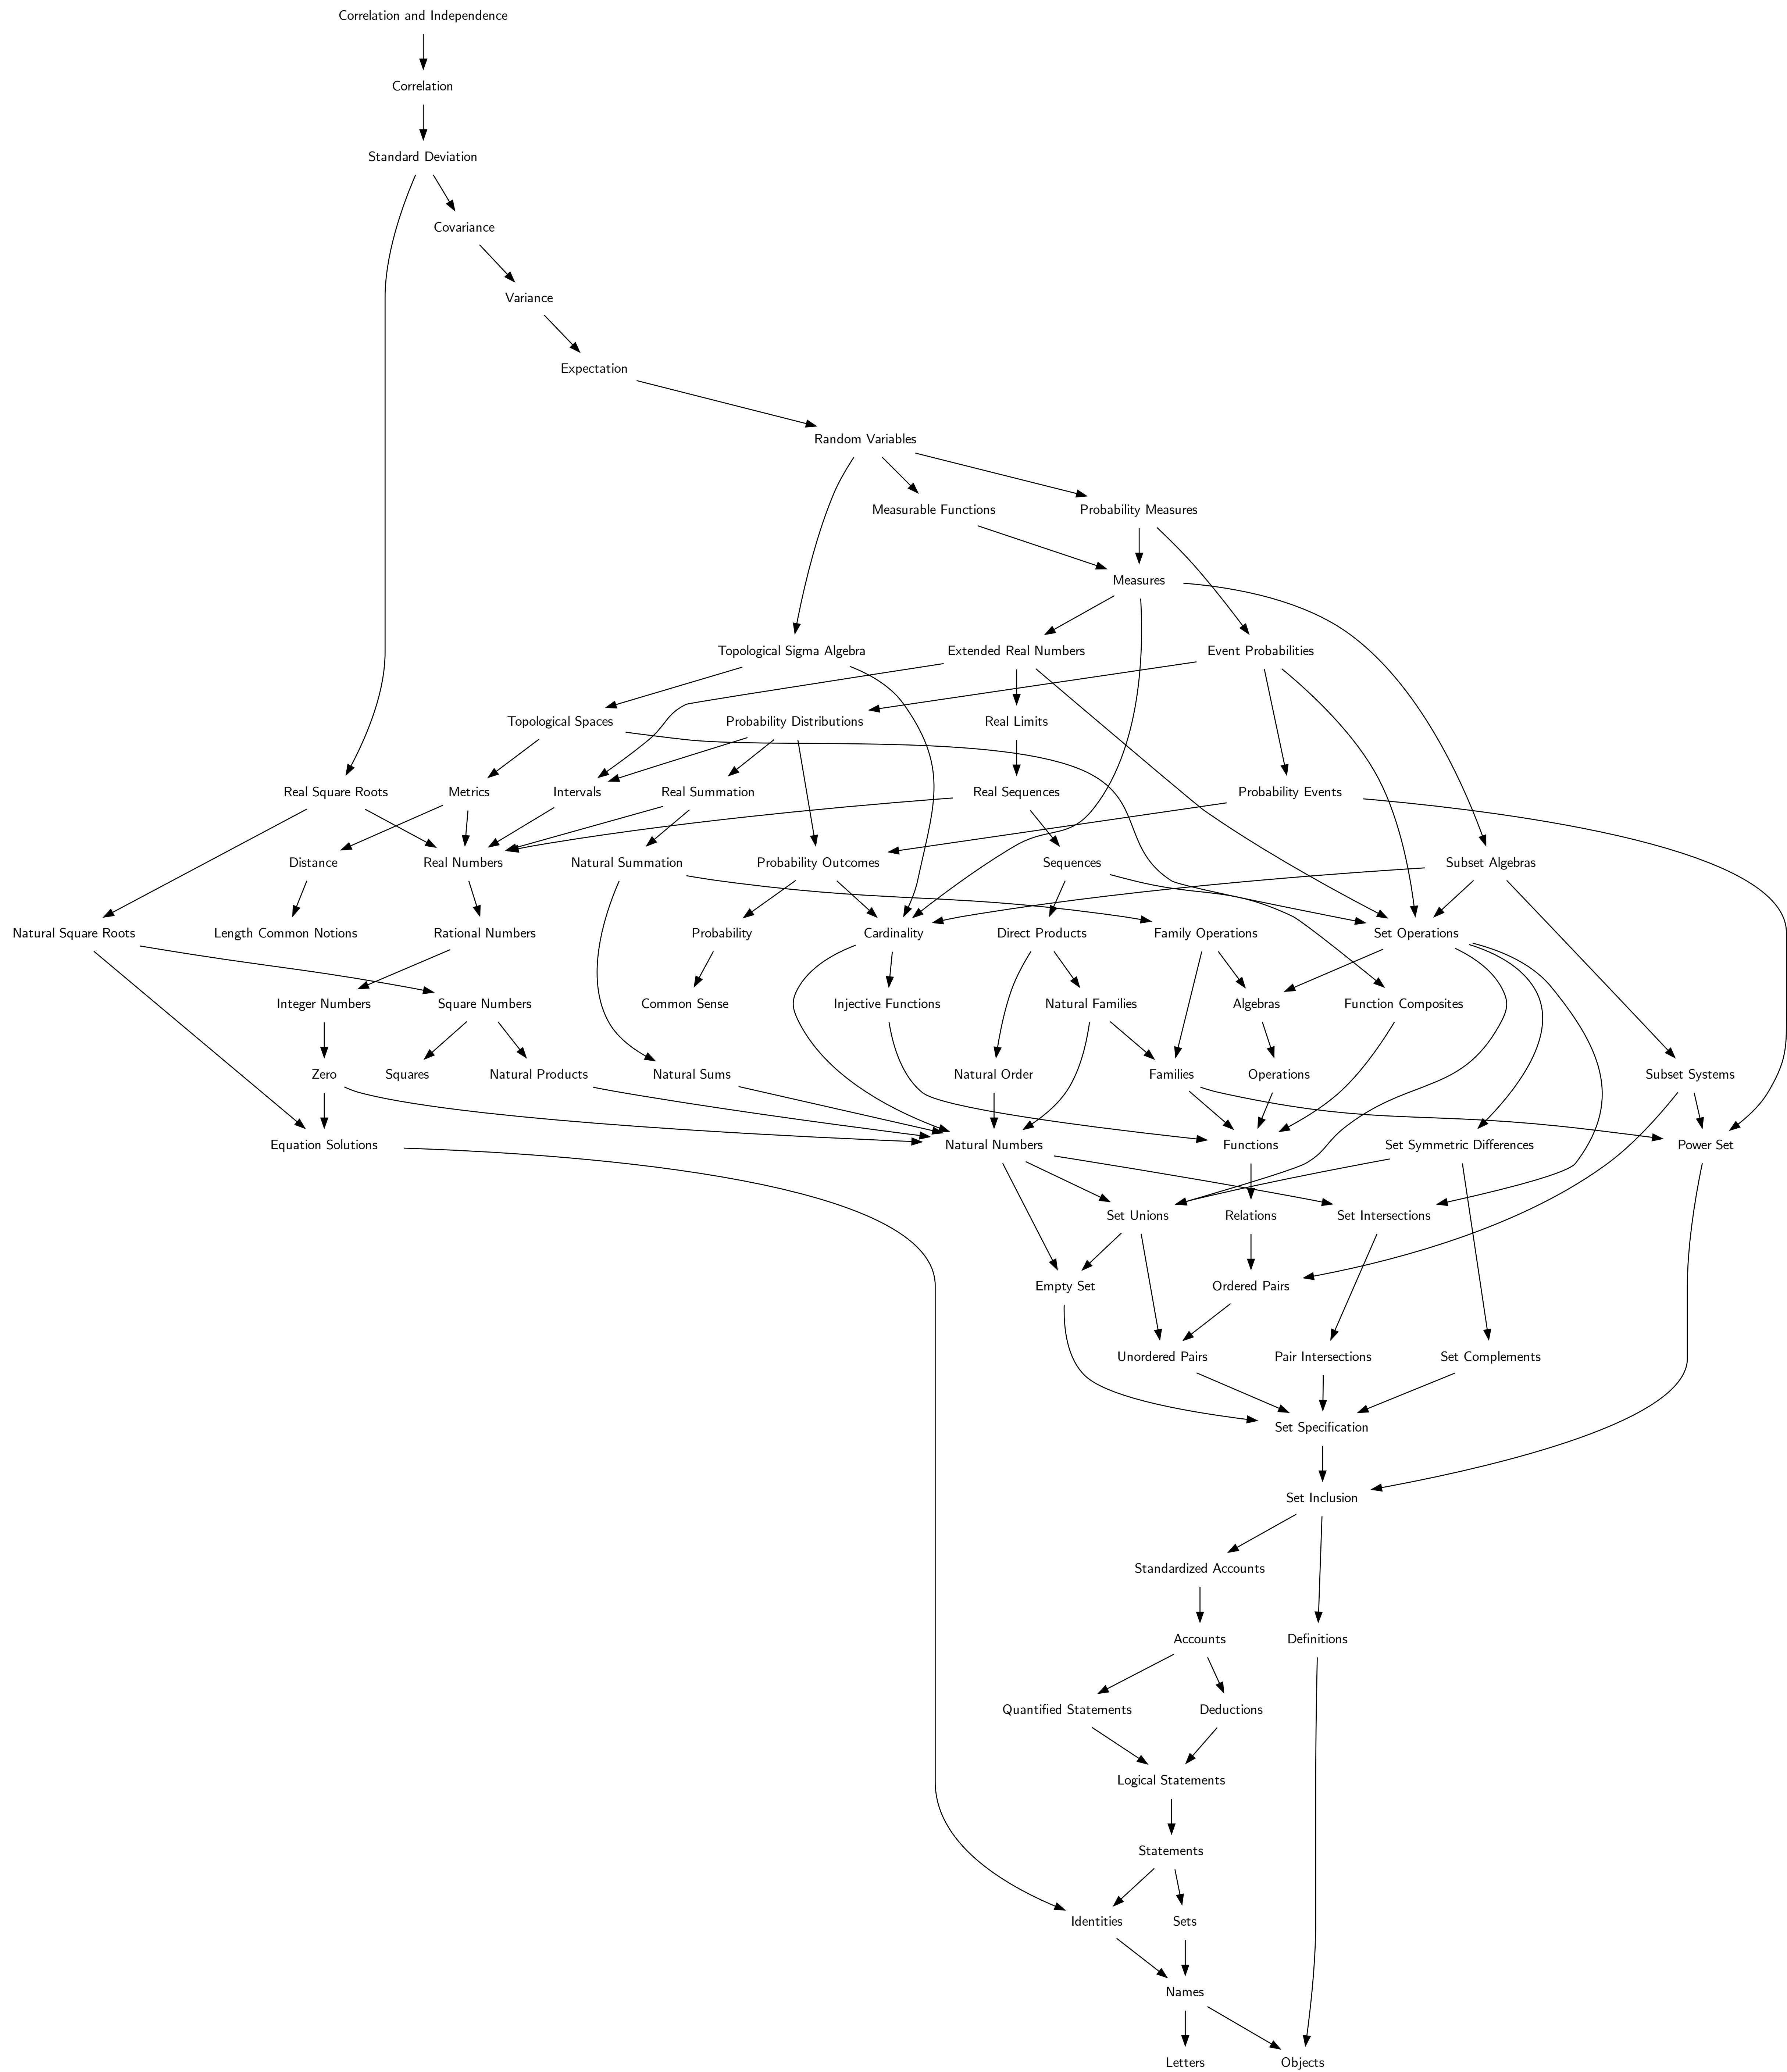 Correlation and Independence
Correlation
Standard Deviation
Covariance
Variance
Expectation
Random Variables
Measurable Functions
Probability Measures
Measures
Topological Sigma Algebra
Extended Real Numbers
Event Probabilities
Topological Spaces
Probability Distributions
Real Limits
Real Square Roots
Metrics
Intervals
Real Summation
Real Sequences
Probability Events
Distance
Real Numbers
Natural Summation
Probability Outcomes
Sequences
Subset Algebras
Natural Square Roots
Length Common Notions
Rational Numbers
Probability
Cardinality
Direct Products
Family Operations
Set Operations
Integer Numbers
Square Numbers
Common Sense
Injective Functions
Natural Families
Algebras
Function Composites
Zero
Squares
Natural Products
Natural Sums
Natural Order
Families
Operations
Subset Systems
Equation Solutions
Natural Numbers
Functions
Set Symmetric Differences
Power Set
Set Unions
Relations
Set Intersections
Empty Set
Ordered Pairs
Unordered Pairs
Pair Intersections
Set Complements
Set Specification
Set Inclusion
Standardized Accounts
Accounts
Definitions
Quantified Statements
Deductions
Logical Statements
Statements
Identities
Sets
Names
Letters
Objects